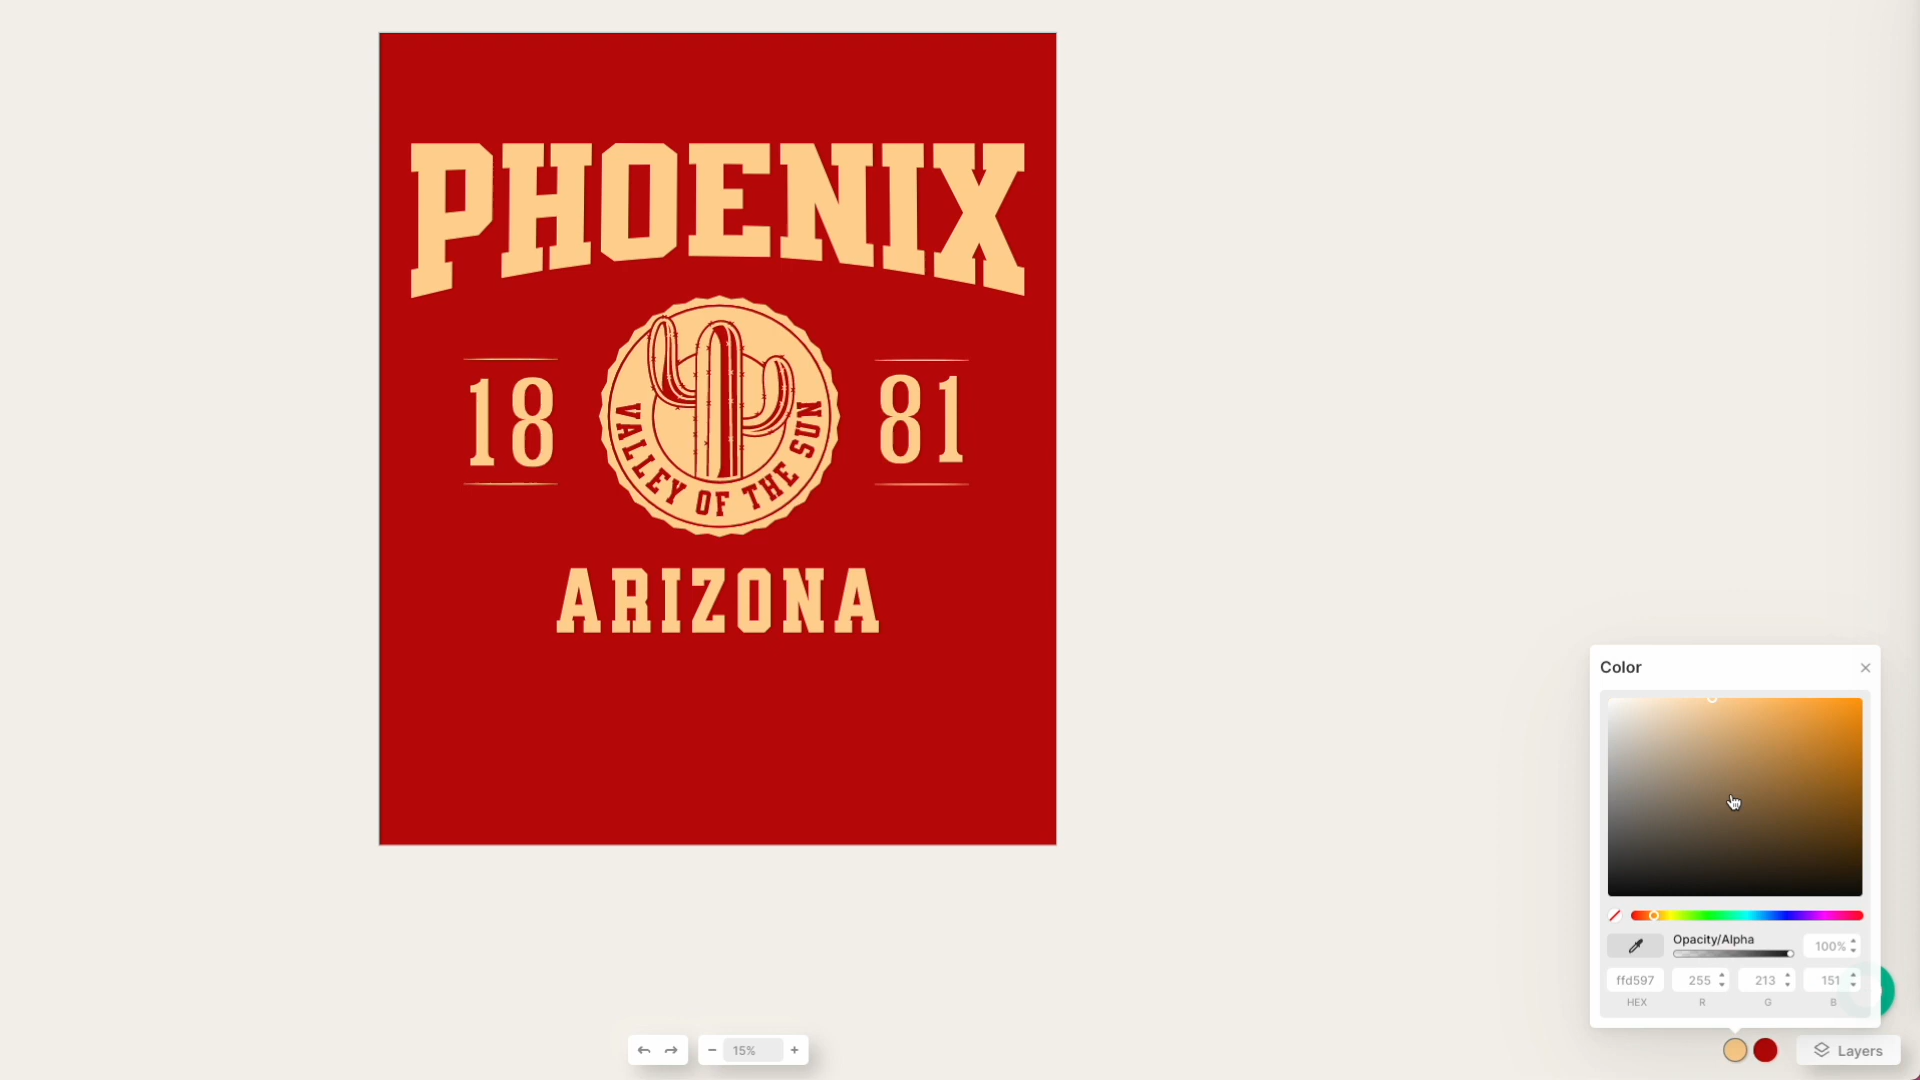 PHOENIX
18
81
VALLEY OF THE SUN
ARIZONA
Color
Opacity/Alpha
100%
ffd597 255 213 151
HEX R G B
15%
Layers